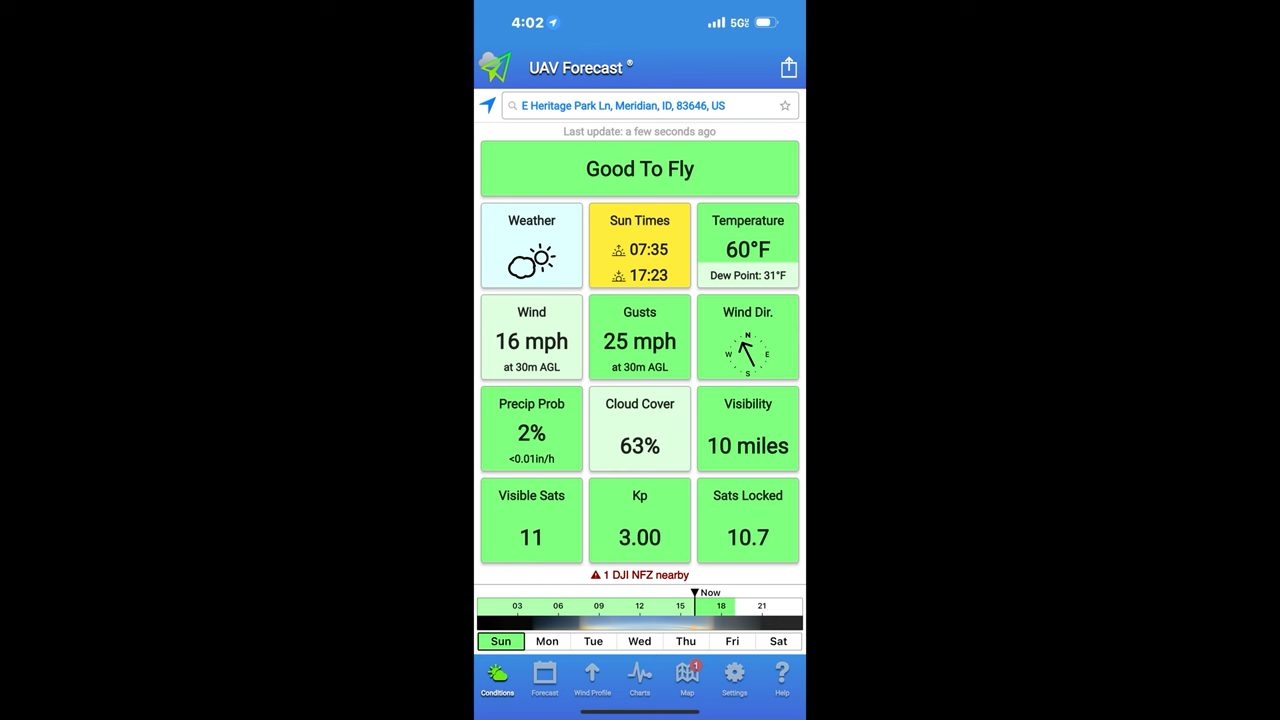 4:02
5G
UAV Forecast ®
E Heritage Park Ln, Meridian, ID, 83646, US
Last update: a few seconds ago
Good To Fly
Weather
Sun Times
07:35
17:23
Temperature
60°F
Dew Point: 31°F
Wind
16 mph
at 30m AGL
Gusts
25 mph
at 30m AGL
Wind Dir.
N
W E
S
Precip Prob
2%
<0.01in/h
Cloud Cover
63%
Visibility
10 miles
Visible Sats
11
Kp
3.00
Sats Locked
10.7
1 DJI NFZ nearby
Now
03 06 09 12 15 18 21
Sun Mon Tue Wed Thu Fri Sat
1
Conditions Forecast Wind Profile Charts Map Settings Help